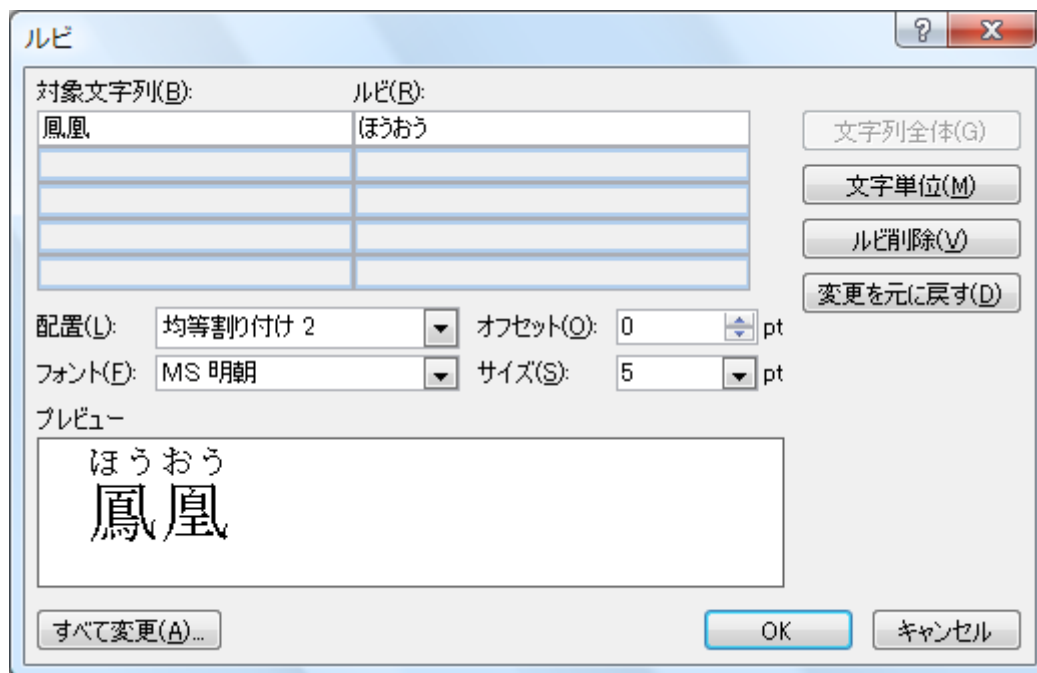 ルビ
対象文字列(B): ルビ(R):
鳳凰 ほうおう
文字列全体(G)
文字単位(M)
ルビ削除(V)
変更を元に戻す(D)
配置(L): 均等割り付け 2 オフセット(O): 0 pt
フォント(F): MS 明朝 サイズ(S): 5 pt
プレビュー
ほうおう
鳳凰
すべて変更(A)... OK キャンセル